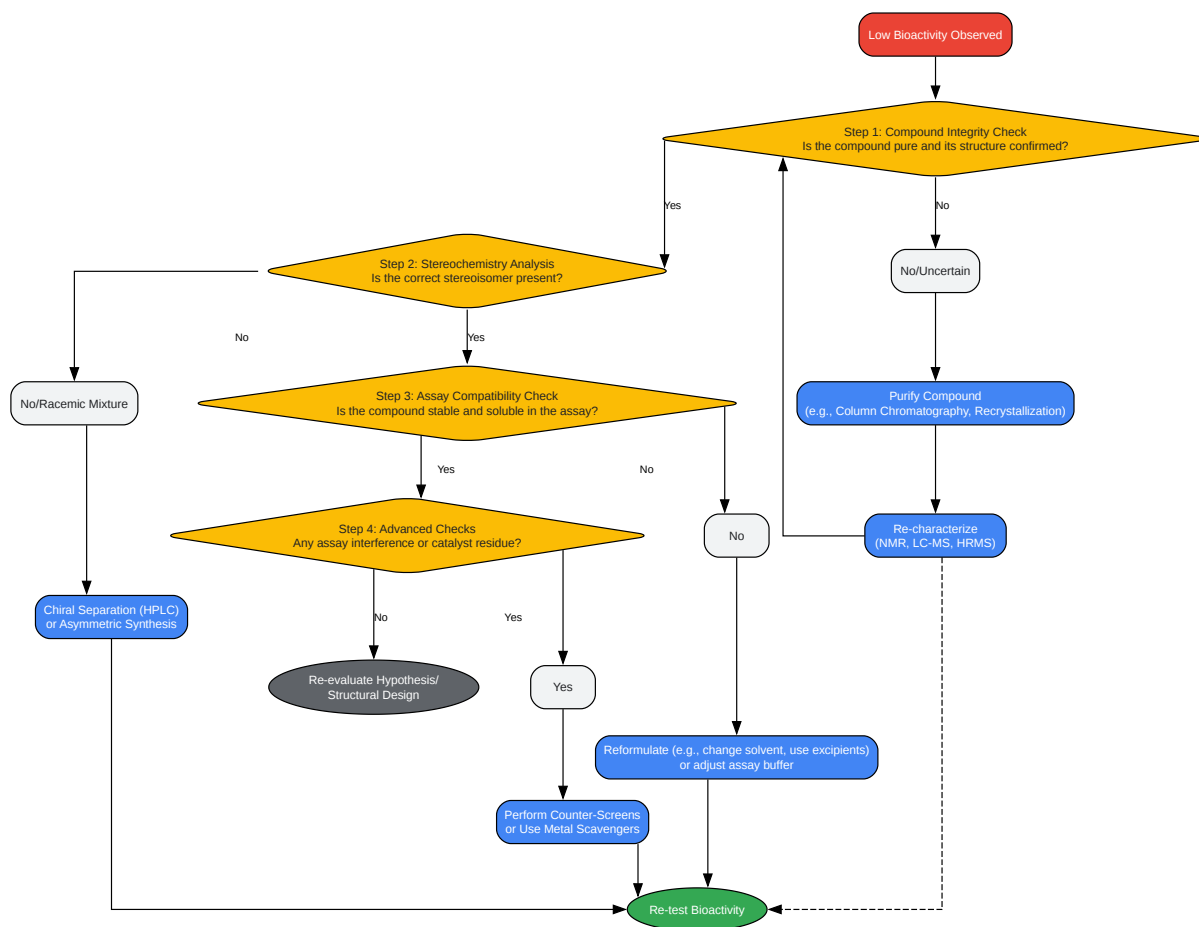 Low Bioactivity Observed
Step 1: Compound Integrity Check
Is the compound pure and its structure confirmed?
Yes
No
Step 2: Stereochemistry Analysis
Is the correct stereoisomer present?
No/Uncertain
No
Yes
No/Racemic Mixture
Step 3: Assay Compatibility Check
Is the compound stable and soluble in the assay?
Purify Compound
(e.g., Column Chromatography, Recrystallization)
Yes
No
Step 4: Advanced Checks
Any assay interference or catalyst residue?
No
Re-characterize
(NMR, LC-MS, HRMS)
Chiral Separation (HPLC)
or Asymmetric Synthesis
No
Yes
Re-evaluate Hypothesis/
Structural Design
Yes
Reformulate (e.g., change solvent, use excipients)
or adjust assay buffer
Perform Counter-Screens
or Use Metal Scavengers
Re-test Bioactivity